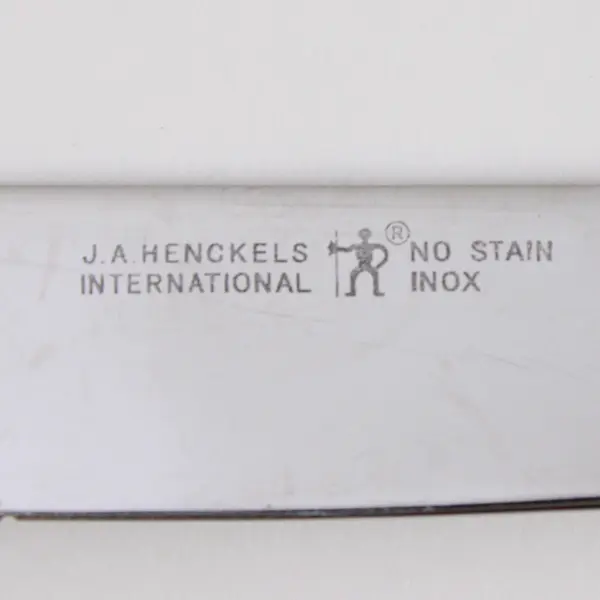 J.A.HENCKELS ® NO STAIN
INTERNATIONAL INOX